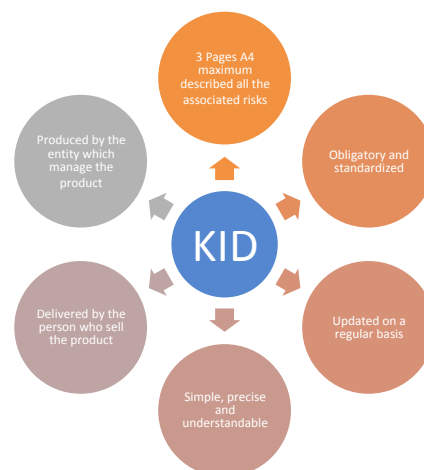 3 Pages A4
maximum
described all the
associated risks
Produced by the
entity which
manage the
product
Obligatory and
standardized
KID
Delivered by the
person who sell
the product
Updated on a
regular basis
Simple, precise
and
understandable